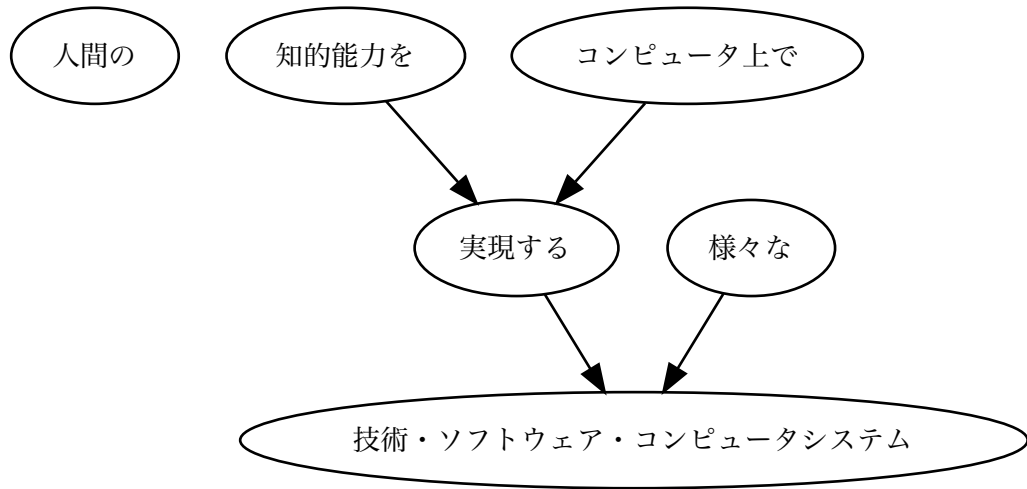 人間の
知的能力を
コンピュータ上で
実現する
様々な
技術・ソフトウェア・コンピュータシステム